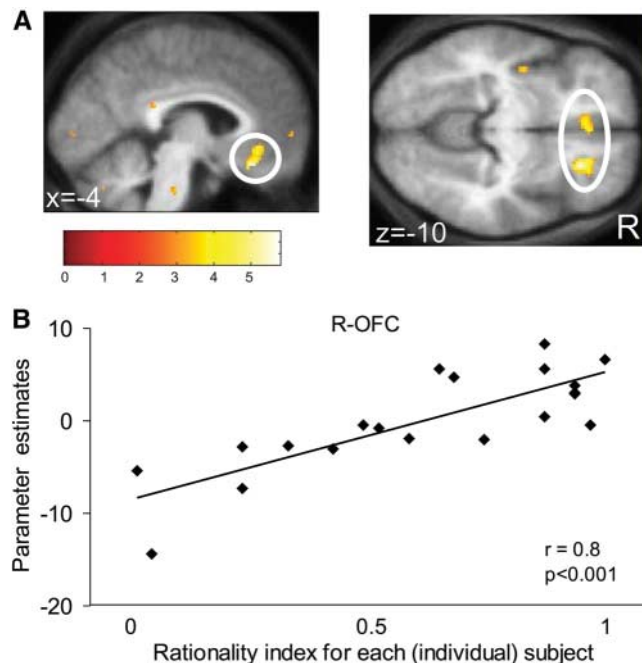 A
x=-4
z=-10
R
0 1 2 3 4 5
B
R-OFC
10
0
-10
-20
Parameter estimates
r = 0.8
p<0.001
0 0.5 1
Rationality index for each (individual) subject